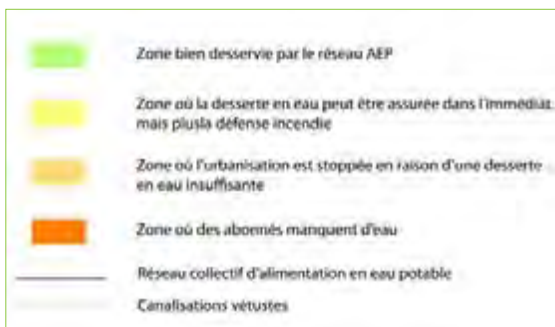 Zone bien desservie par le réseau AEP
Zone où la desserte en eau peut être assurée dans l'immédiat
mais plusla défense incendie
Zone où l'urbanisation est stoppée en raison d'une desserte
en eau insuffisante
Zone où des abonnés manquent d'eau
Réseau collectif d'alimentation en eau potable
Canalisations vétustes